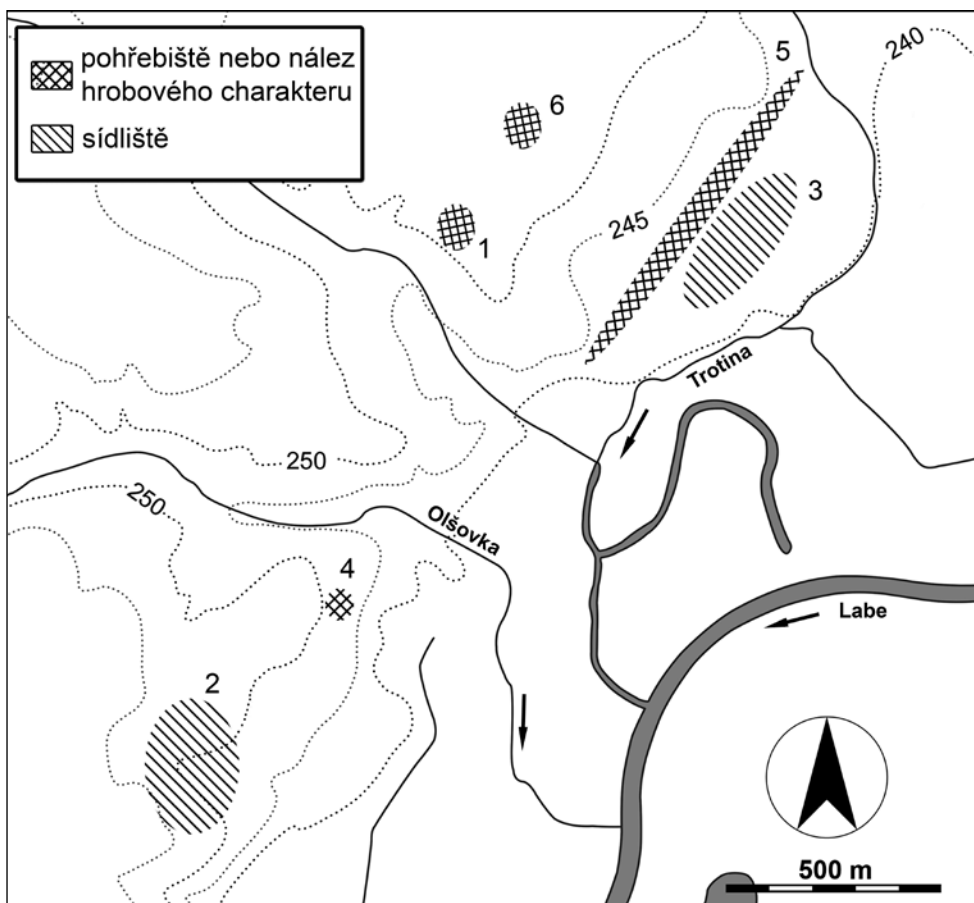 pohřebiště nebo nález
hrobového charakteru
sídliště
5
240
6
3
1
245
Trotina
250
250
Olšovka
4
Labe
2
500 m